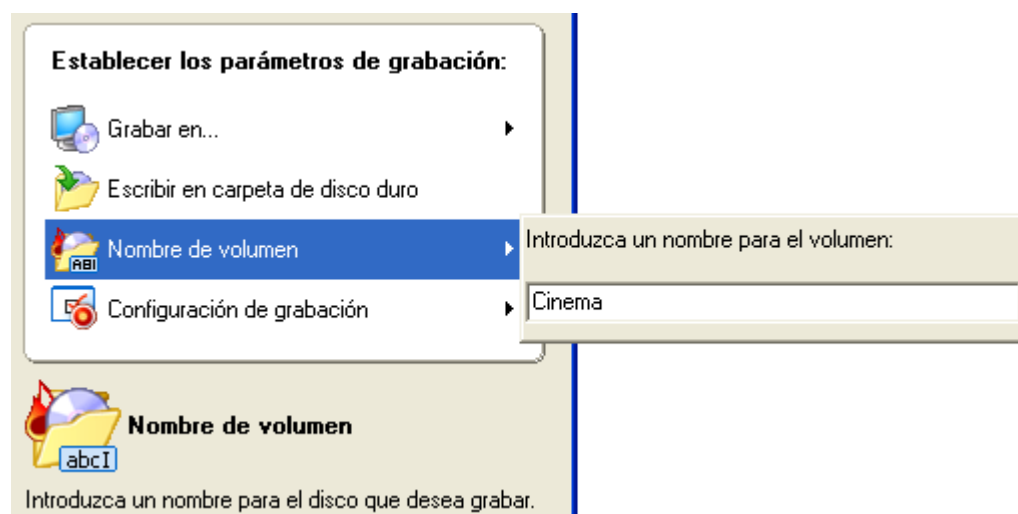 Establecer los parámetros de grabación:
Grabar en...
Escribir en carpeta de disco duro
ABI
Nombre de volumen
Introduzca un nombre para el volumen:
Configuración de grabación
Cinema
abcI
Nombre de volumen
Introduzca un nombre para el disco que desea grabar.